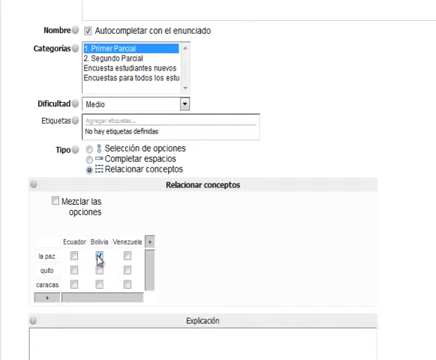 Nombre
Autocompletar con el enunciado
Categorías
1. Primer Parcial
2. Segundo Parcial
Encuesta estudiantes nuevos
Encuestas para todos los estu
Dificultad
Medio
Etiquetas
Agregar etiquetas...
No hay etiquetas definidas
Tipo
Selección de opciones
Completar espacios
Relacionar conceptos
Relacionar conceptos
Mezclar las
opciones
Ecuador Bolivia Venezuela +
la paz
quito
caracas
+
Explicación